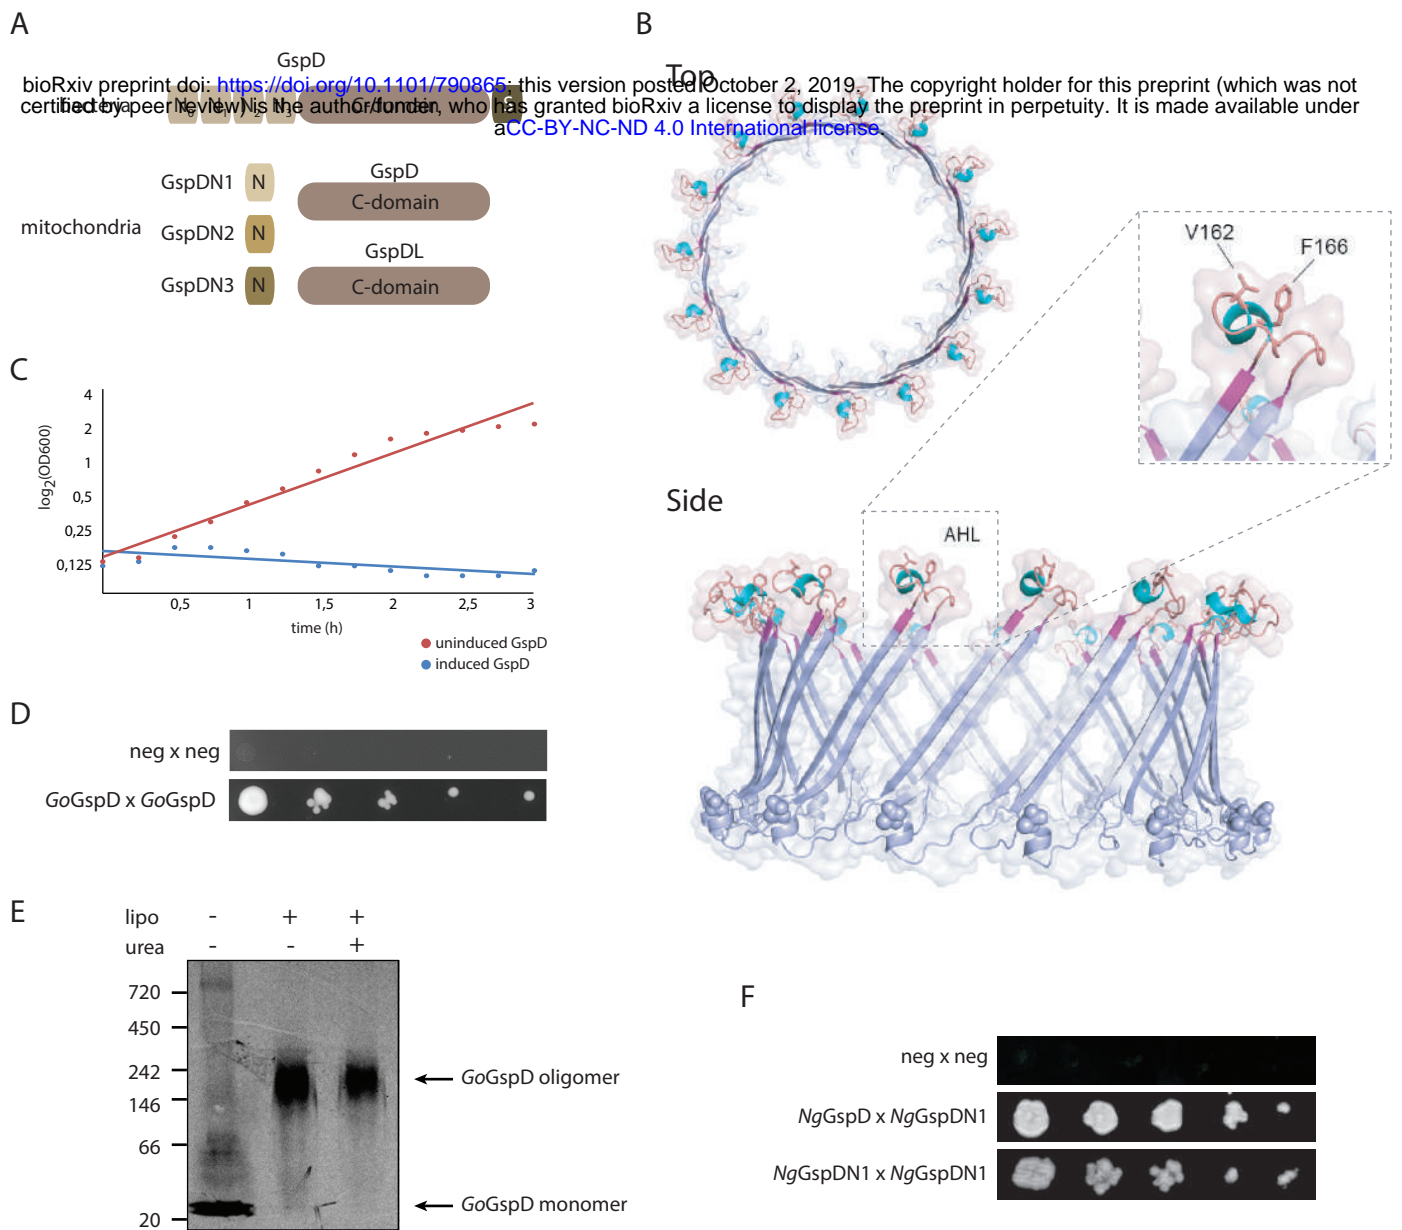 A
B
GspD
Top
bioRxiv preprint doi: https://doi.org/10.1101/790865; this version posted October 2, 2019. The copyright holder for this preprint (which was not
certified by peer review) is the author/funder, who has granted bioRxiv a license to display the preprint in perpetuity. It is made available under
aCC-BY-NC-ND 4.0 International license.
bacteria N0 N1 N2 N3 C-domain S
GspDN1 N
GspD
C-domain
mitochondria
GspDN2 N
GspDL
GspDN3 N
C-domain
V162
F166
C
log2(OD600)
4
2
1
0,5
0,25
0,125
0,5 1 1,5 2 2,5 3
time (h)
uninduced GspD
induced GspD
Side
AHL
D
neg x neg
GoGspD x GoGspD
E
lipo - + +
urea - - +
720
450
242
146
66
20
GoGspD oligomer
GoGspD monomer
F
neg x neg
NgGspD x NgGspDN1
NgGspDN1 x NgGspDN1